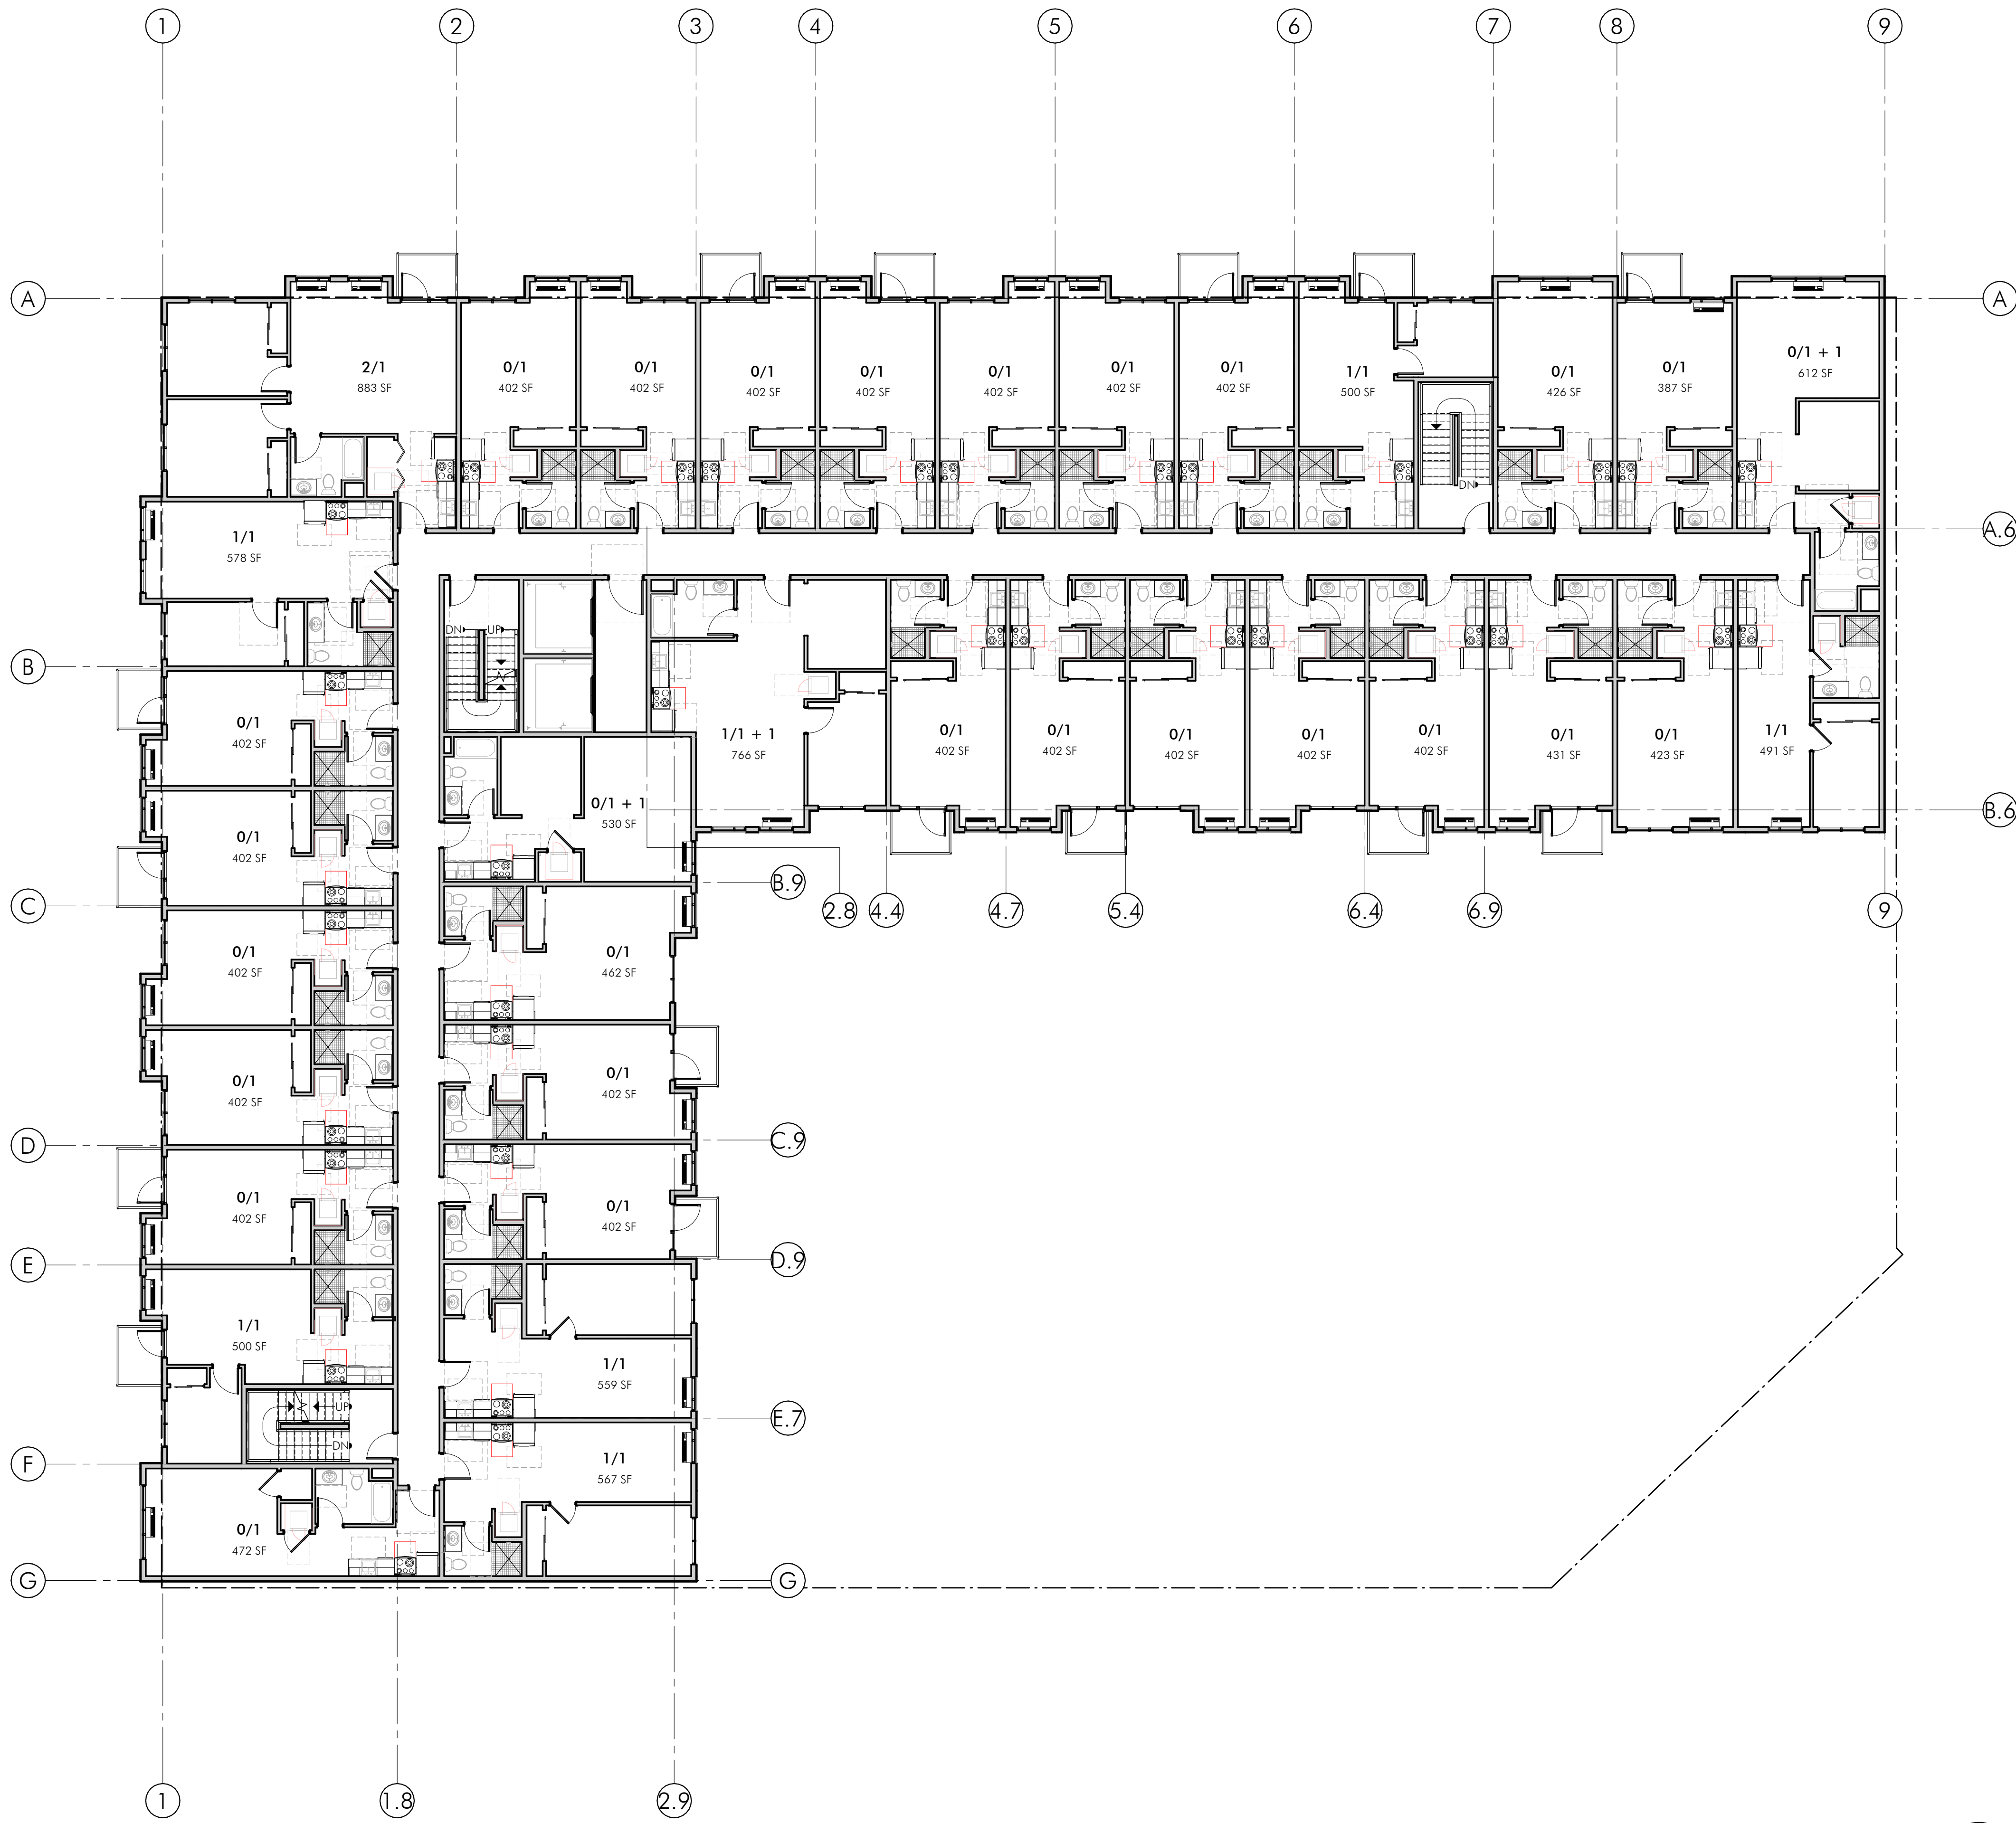 1
2
3
4
5
6
7
8
9
A
A
2/1
883 SF
0/1
402 SF
0/1
402 SF
0/1
402 SF
0/1
402 SF
0/1
402 SF
0/1
402 SF
0/1
402 SF
1/1
500 SF
0/1
426 SF
0/1
387 SF
0/1 + 1
612 SF
DN
A.6
1/1
578 SF
DN
UP
B
0/1
402 SF
1/1 + 1
766 SF
0/1
402 SF
0/1
402 SF
0/1
402 SF
0/1
402 SF
0/1
402 SF
0/1
431 SF
0/1
423 SF
1/1
491 SF
0/1 + 1
530 SF
B.6
0/1
402 SF
B.9
C
2.8
4.4
4.7
5.4
6.4
6.9
9
0/1
402 SF
0/1
462 SF
0/1
402 SF
0/1
402 SF
D
C.9
0/1
402 SF
0/1
402 SF
E
D.9
1/1
500 SF
1/1
559 SF
UP
DN
E.7
F
1/1
567 SF
0/1
472 SF
G
G
1
1.8
2.9